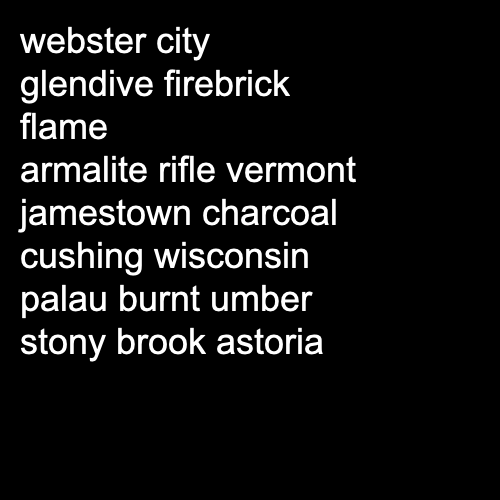 webster city
glendive firebrick
flame
armalite rifle vermont
jamestown charcoal
cushing wisconsin
palau burnt umber
stony brook astoria